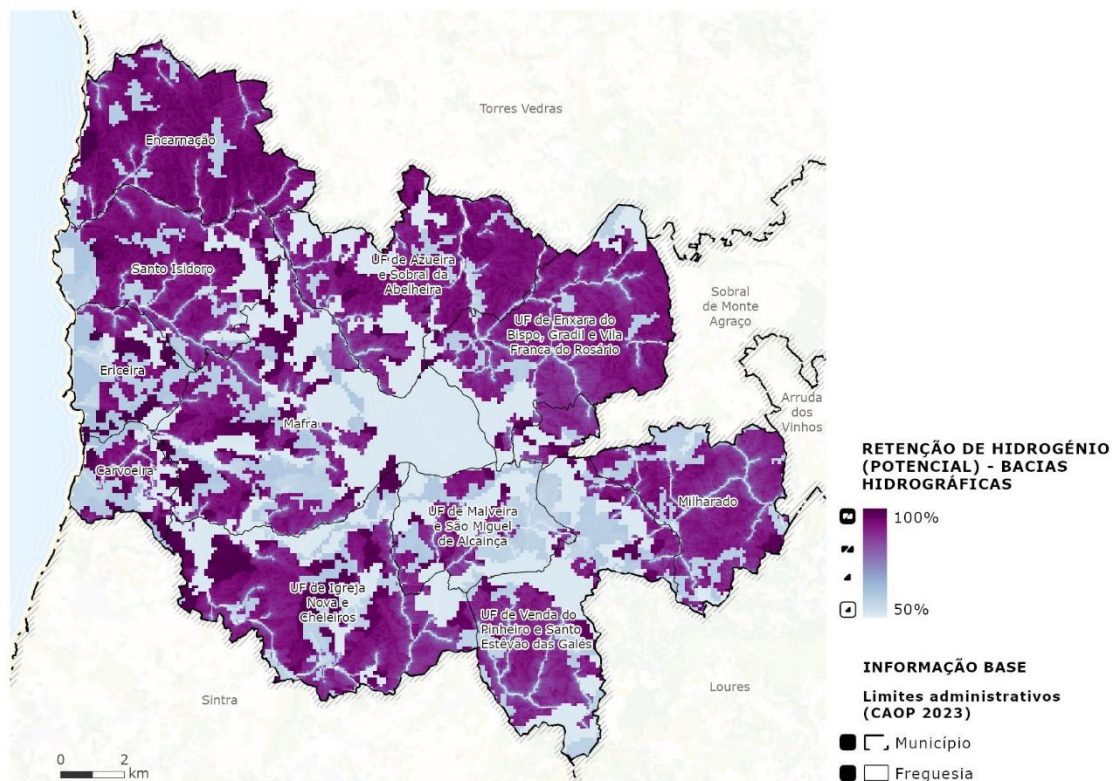 Torres Vedras
Encarnação
Santo Isidoro
UF de Azueira
e Sobral da
Abelheira
Sobral
de Monte
Agraço
UF de Enxara do
Bispo, Gradil e Vila
Franca do Rosário
Ericeira
Arruda
dos
Vinhos
Mafra
Carvoeira
Milharado
UF de Malveira
e São Miguel
de Alcainça
UF de Igreja
Nova e
Cheleiros
UF de Venda do
Pinheiro e Santo
Estêvão das Galés
Sintra
Loures
0 2
km
RETENÇÃO DE HIDROGÉNIO
(POTENCIAL) - BACIAS
HIDROGRÁFICAS
100%
50%
INFORMAÇÃO BASE
Limites administrativos
(CAOP 2023)
Município
Freguesia